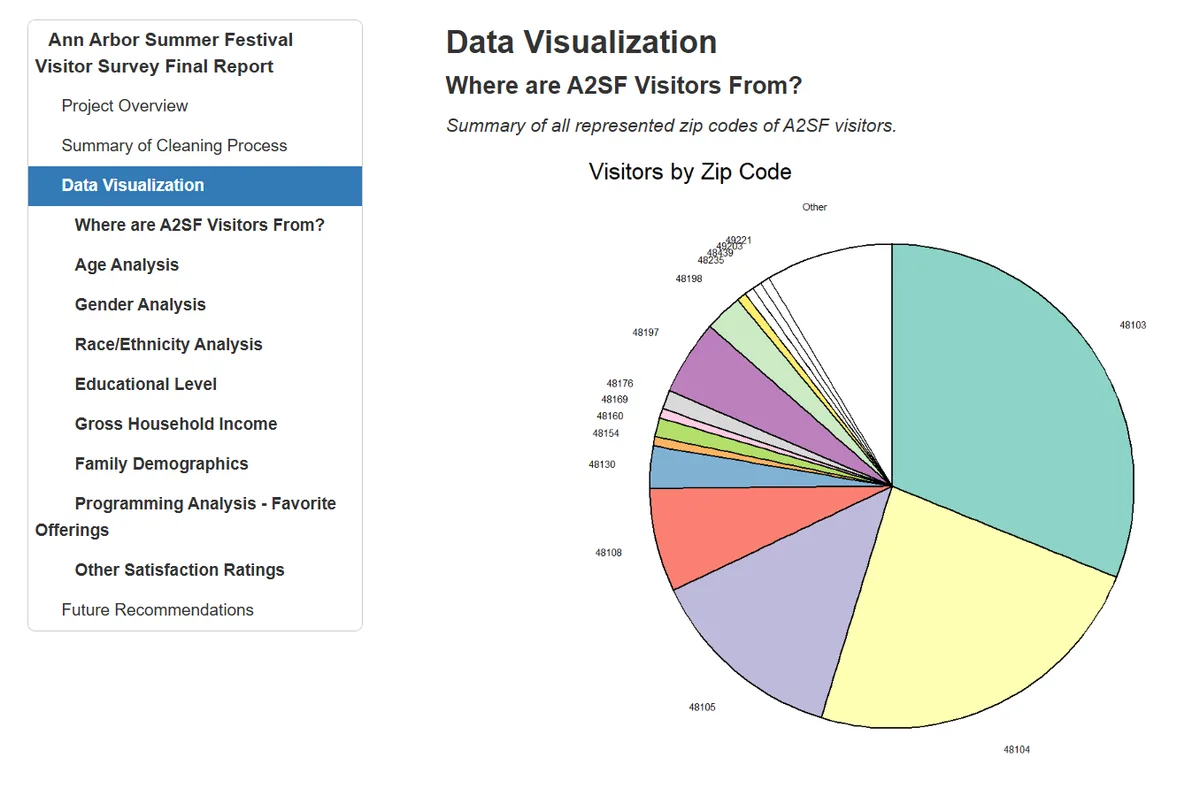 Ann Arbor Summer Festival
Visitor Survey Final Report
Project Overview
Summary of Cleaning Process
Data Visualization
Where are A2SF Visitors From?
Age Analysis
Gender Analysis
Race/Ethnicity Analysis
Educational Level
Gross Household Income
Family Demographics
Programming Analysis - Favorite
Offerings
Other Satisfaction Ratings
Future Recommendations
Data Visualization
Where are A2SF Visitors From?
Summary of all represented zip codes of A2SF visitors.
Visitors by Zip Code
Other
49221
49203
48439
48235
48198
48197
48176
48169
48160
48154
48130
48108
48105
48104
48103